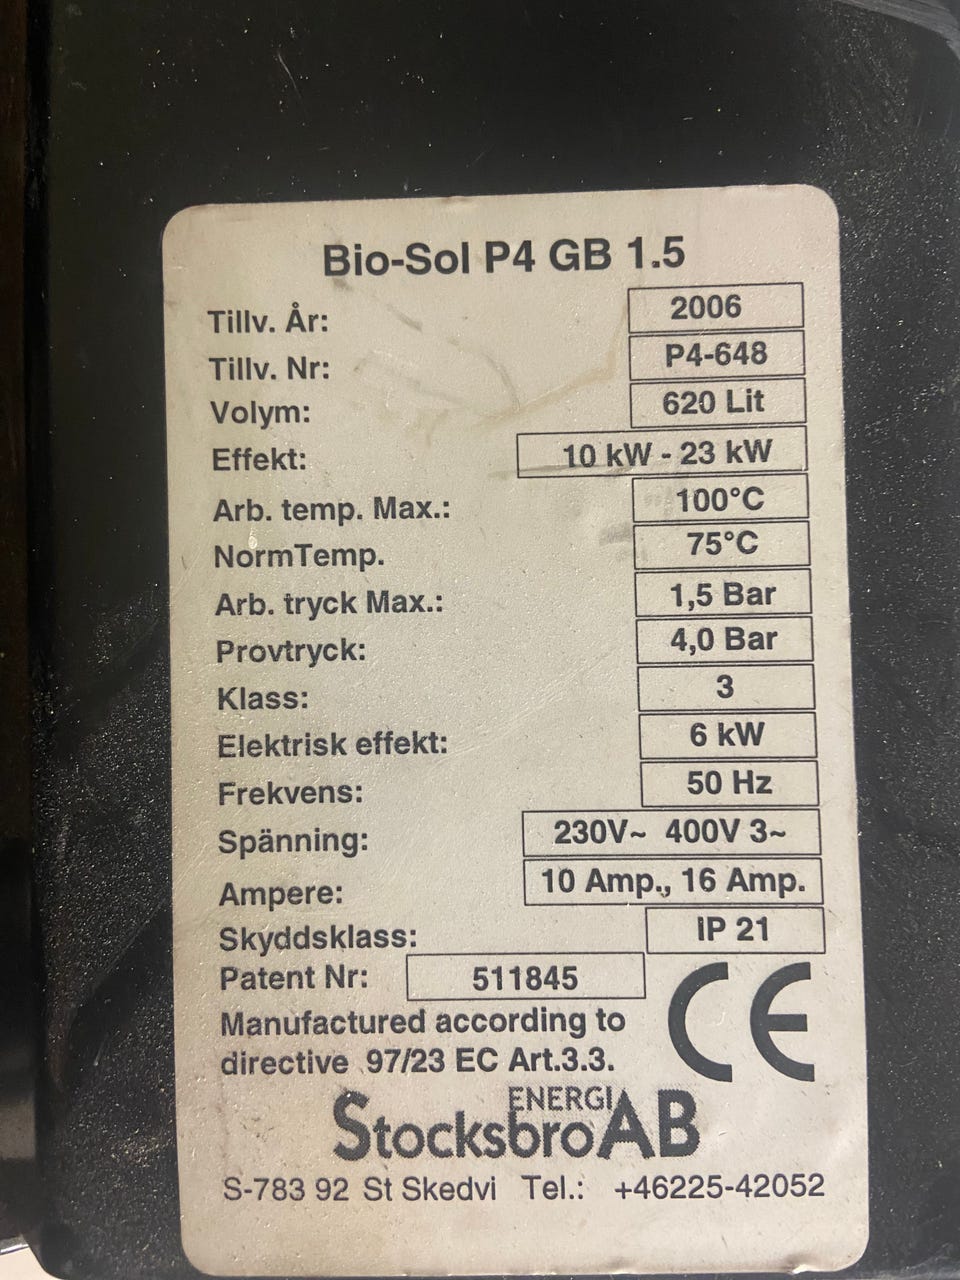 Bio-Sol P4 GB 1.5
Tillv. År: 2006
Tillv. Nr: P4-648
Volym: 620 Lit
Effekt: 10 kW - 23 kW
Arb. temp. Max.: 100°C
NormTemp. 75°C
Arb. tryck Max.: 1,5 Bar
Provtryck: 4,0 Bar
Klass: 3
Elektrisk effekt: 6 kW
Frekvens: 50 Hz
Spänning: 230V~ 400V 3~
Ampere: 10 Amp., 16 Amp.
Skyddsklass: IP 21
Patent Nr: 511845
Manufactured according to
directive 97/23 EC Art.3.3.
CE
ENERGI
Stocksbro AB
S-783 92 St Skedvi Tel.: +46225-42052